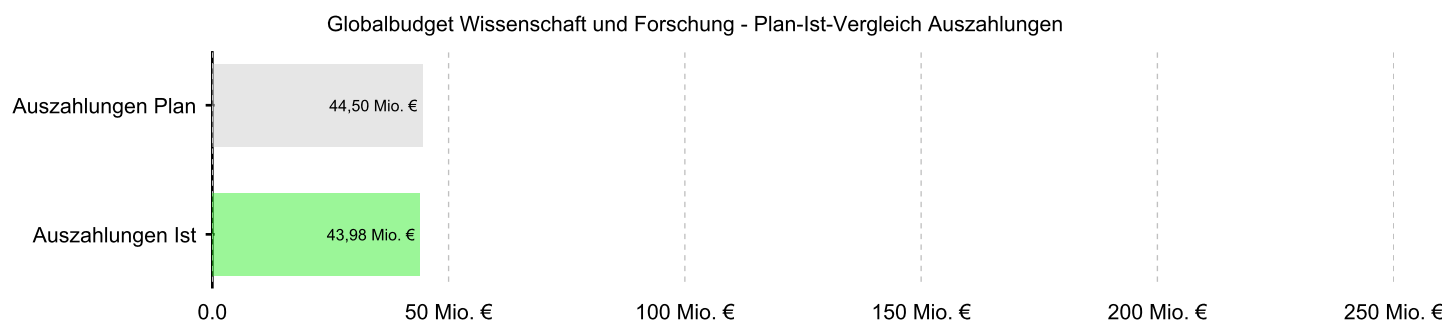 Globalbudget Wissenschaft und Forschung - Plan-Ist-Vergleich Auszahlungen
Auszahlungen Plan
44,50 Mio. €
Auszahlungen Ist
43,98 Mio. €
0.0 50 Mio. € 100 Mio. € 150 Mio. € 200 Mio. € 250 Mio. €